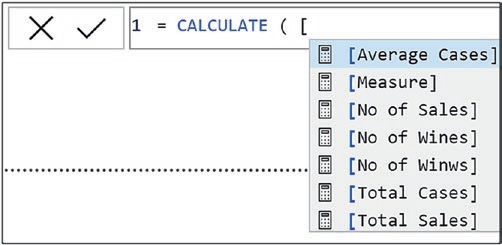 1 = CALCULATE ( [
[Average Cases]
[Measure]
[No of Sales]
[No of Wines]
[No of Winws]
[Total Cases]
[Total Sales]